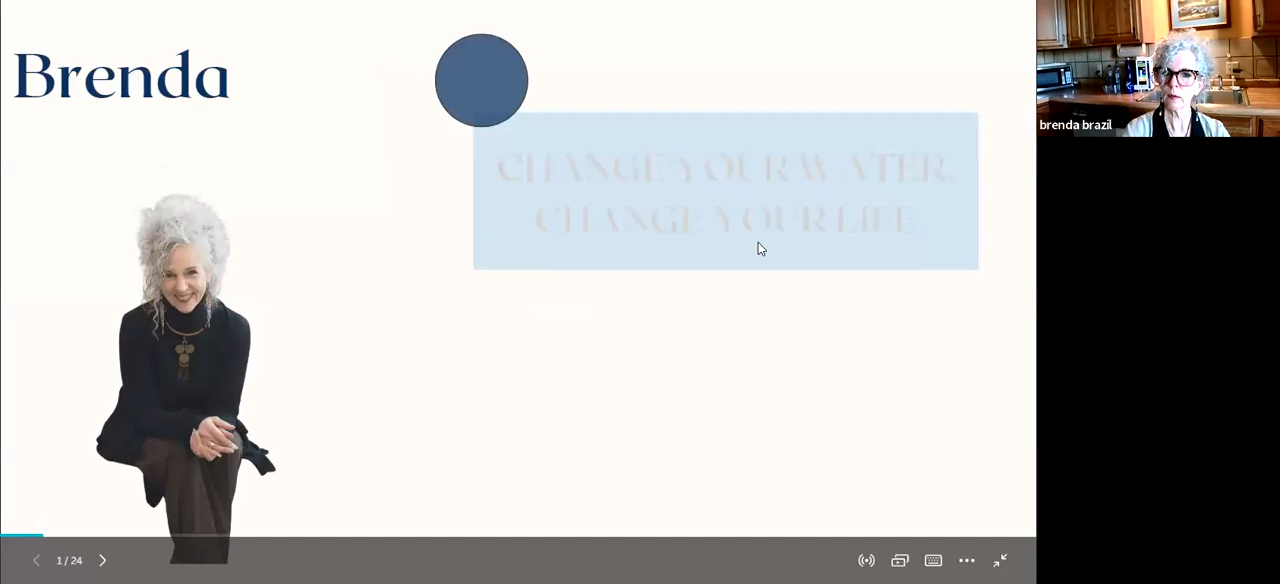 Brenda
CHANGE YOUR WATER,
CHANGE YOUR LIFE
brenda brazil
1 / 24